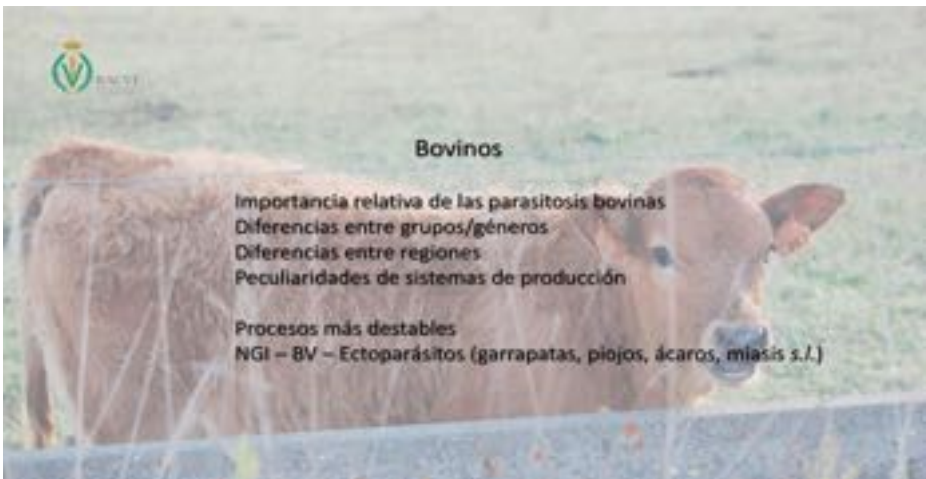 Bovinos
Importancia relativa de las parasitosis bovinas
Diferencias entre grupos/géneros
Diferencias entre regiones
Peculiaridades de sistemas de producción
Procesos más destables
NGI – BV – Ectoparásitos (garrapatas, piojos, ácaros, miasis s.l.)